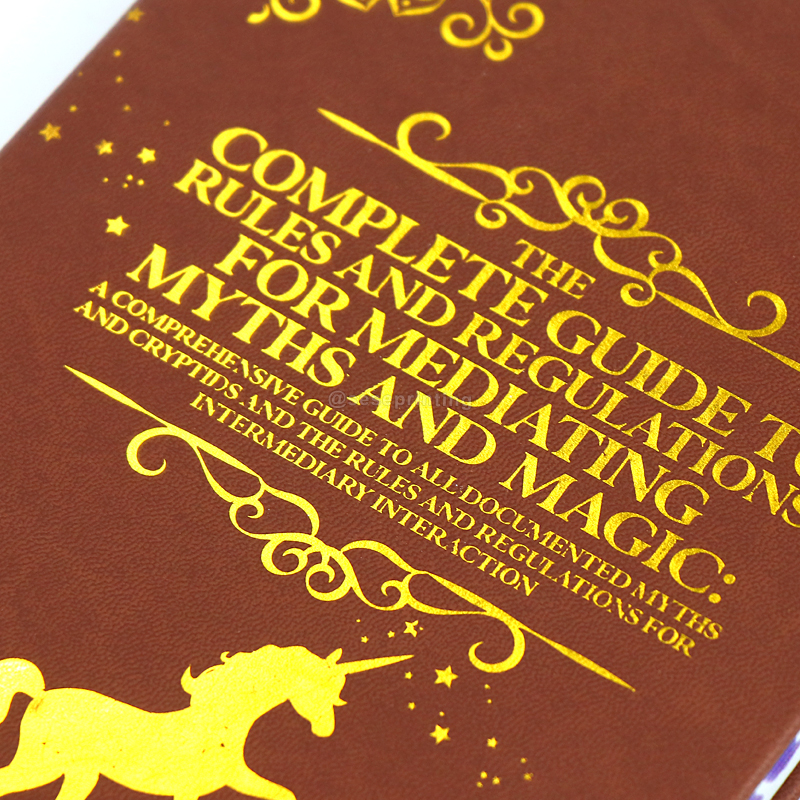 THE
COMPLETE GUIDE TO
RULES AND REGULATIONS
FOR MEDIATING
MYTHS AND MAGIC:
A COMPREHENSIVE GUIDE TO ALL DOCUMENTED MYTHS
AND CRYPTIDS AND THE RULES AND REGULATIONS FOR
INTERMEDIARY INTERACTION